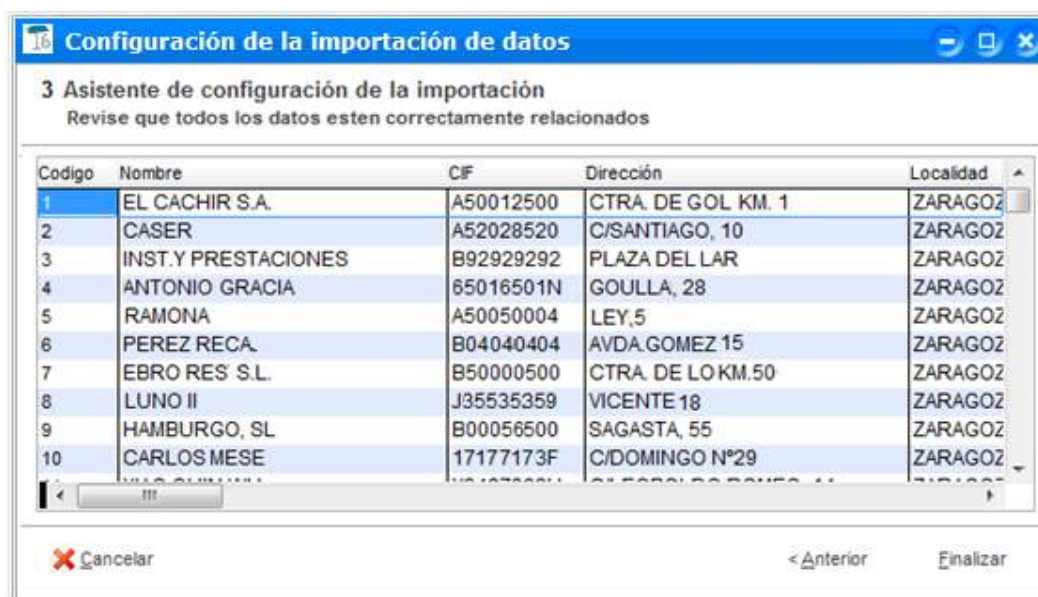 16 Configuración de la importación de datos
3 Asistente de configuración de la importación
Revise que todos los datos esten correctamente relacionados
Codigo Nombre CIF Dirección Localidad
1 EL CACHIR S.A. A50012500 CTRA. DE GOL KM. 1 ZARAGOZ
2 CASER A52028520 C/SANTIAGO, 10 ZARAGOZ
3 INST.Y PRESTACIONES B92929292 PLAZA DEL LAR ZARAGOZ
4 ANTONIO GRACIA 65016501N GOULLA, 28 ZARAGOZ
5 RAMONA A50050004 LEY,5 ZARAGOZ
6 PEREZ RECA. B04040404 AVDA.GOMEZ 15 ZARAGOZ
7 EBRO RES S.L. B50000500 CTRA. DE LO KM.50 ZARAGOZ
8 LUNO II J35535359 VICENTE 18 ZARAGOZ
9 HAMBURGO, SL B00056500 SAGASTA, 55 ZARAGOZ
10 CARLOS MESE 17177173F C/DOMINGO Nº29 ZARAGOZ
Cancelar < Anterior Finalizar